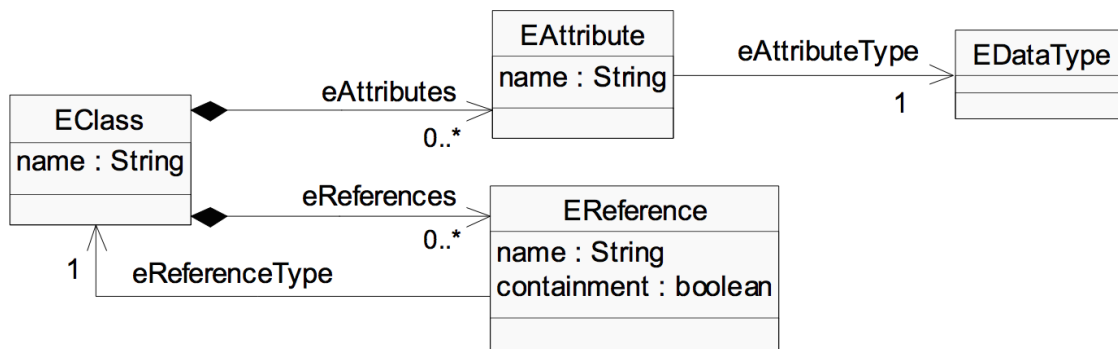 EAttribute
name : String
eAttributeType
1
EDataType
eAttributes
0..*
EClass
name : String
eReferences
0..*
EReference
name : String
containment : boolean
1
eReferenceType